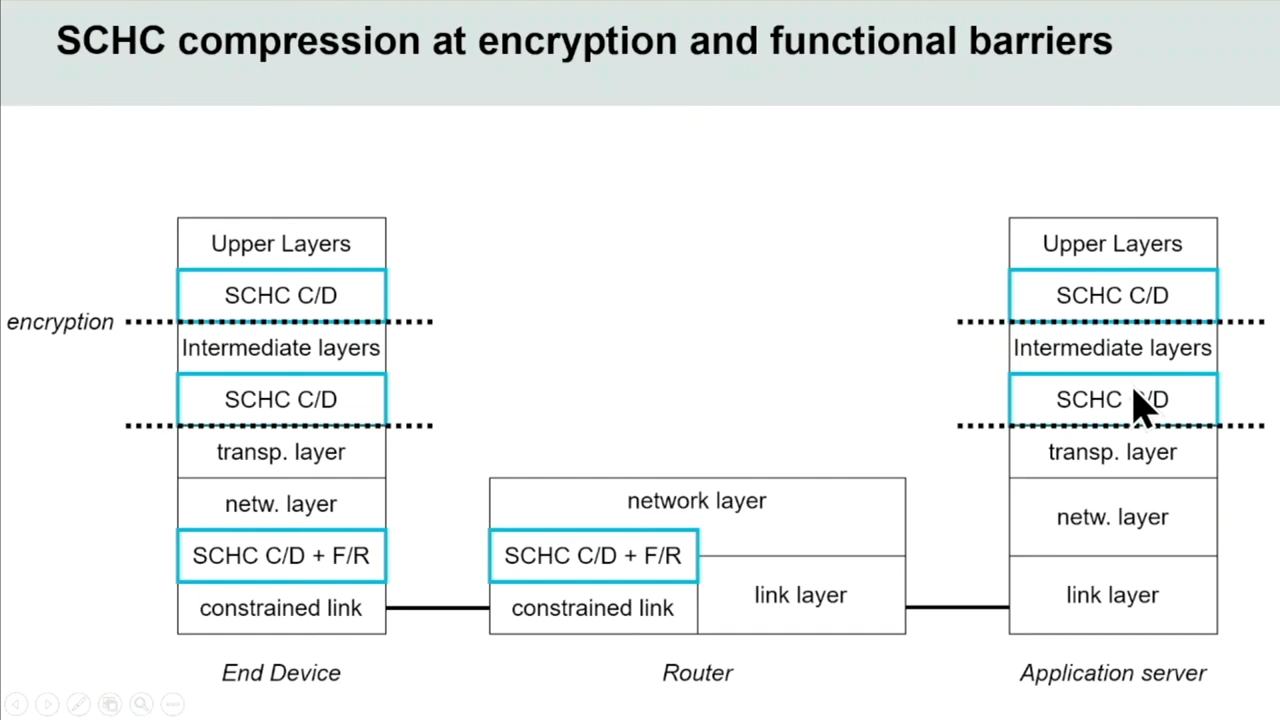 SCHC compression at encryption and functional barriers
Upper Layers
SCHC C/D
encryption
Intermediate layers
SCHC C/D
transp. layer
netw. layer
SCHC C/D + F/R
constrained link
End Device
network layer
SCHC C/D + F/R
constrained link
link layer
Router
Upper Layers
SCHC C/D
Intermediate layers
SCHC C/D
transp. layer
netw. layer
link layer
Application server